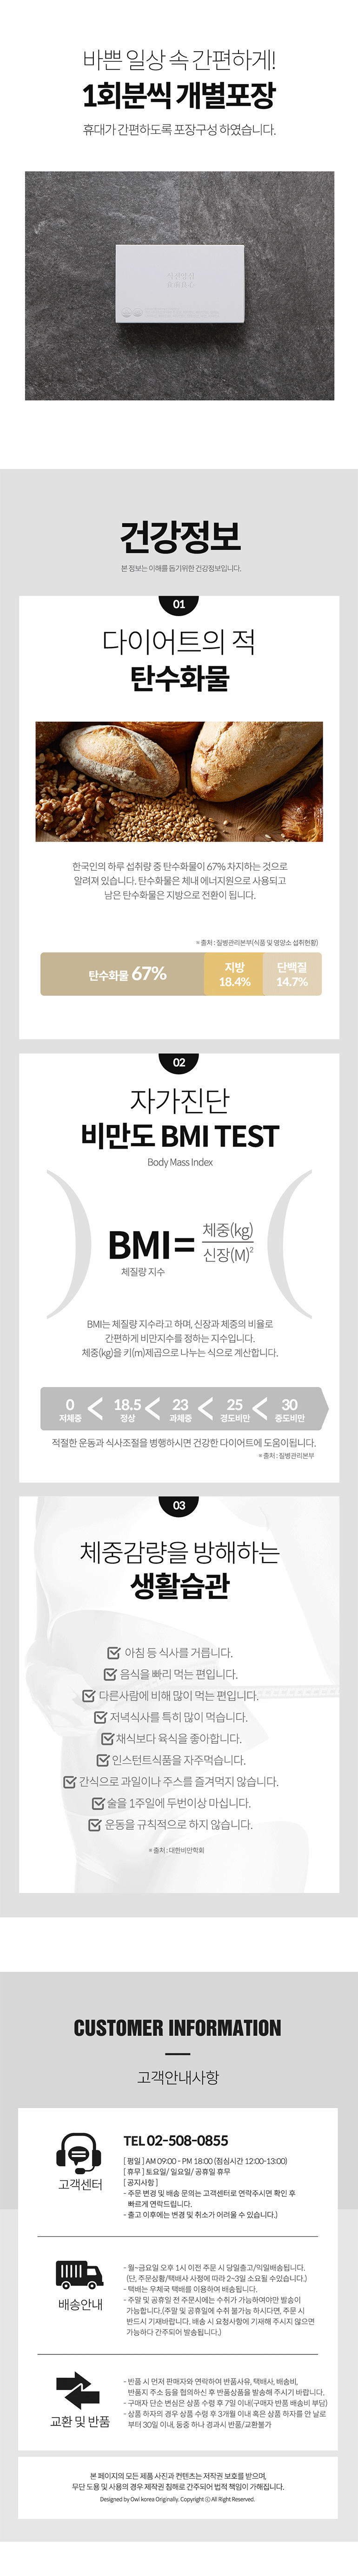 바쁜 일상 속 간편하게!
1회분씩 개별포장
휴대가 간편하도록 포장구성 하였습니다.
건강정보
본 정보는 이해를 돕기위한 건강정보입니다.
01
다이어트의 적
탄수화물
한국인의 하루 섭취량 중 탄수화물이 67% 차지하는 것으로
알려져 있습니다. 탄수화물은 체내 에너지원으로 사용되고
남은 탄수화물은 지방으로 전환이 됩니다.
※ 출처 : 질병관리본부(식품 및 영양소 섭취현황)
탄수화물 67%
지방
18.4%
단백질
14.7%
02
자가진단
비만도 BMI TEST
Body Mass Index
BMI = 체중(kg)
신장(M)²
체질량 지수
BMI는 체질량 지수라고 하며, 신장과 체중의 비율로
간편하게 비만지수를 정하는 지수입니다.
체중(kg)을 키(m)제곱으로 나누는 식으로 계산합니다.
0 < 18.5 < 23 < 25 < 30
저체중 정상 과체중 경도비만 중도비만
적절한 운동과 식사조절을 병행하시면 건강한 다이어트에 도움이됩니다.
※ 출처 : 질병관리본부
03
체중감량을 방해하는
생활습관
아침 등 식사를 거릅니다.
음식을 빠리 먹는 편입니다.
다른사람에 비해 많이 먹는 편입니다.
저녁식사를 특히 많이 먹습니다.
채식보다 육식을 좋아합니다.
인스턴트식품을 자주먹습니다.
간식으로 과일이나 주스를 즐겨먹지 않습니다.
술을 1주일에 두번이상 마십니다.
운동을 규칙적으로 하지 않습니다.
※ 출처 : 대한비만학회
CUSTOMER INFORMATION
고객안내사항
고객센터
TEL 02-508-0855
[ 평일 ] AM 09:00 - PM 18:00 (점심시간 12:00-13:00)
[ 휴무 ] 토요일/ 일요일/ 공휴일 휴무
[ 공지사항 ]
- 주문 변경 및 배송 문의는 고객센터로 연락주시면 확인 후
빠르게 연락드립니다.
- 출고 이후에는 변경 및 취소가 어려울 수 있습니다.)
배송안내
- 월~금요일 오후 1시 이전 주문 시 당일출고/익일배송됩니다.
(단, 주문상황/택배사 사정에 따라 2~3일 소요될 수있습니다.)
- 택배는 우체국 택배를 이용하여 배송됩니다.
- 주말 및 공휴일 전 주문에는 수취가 가능하여야만 발송이
가능합니다.(주말 및 공휴일에 수취 불가능 하시다면, 주문 시
반드시 기재바랍니다. 배송 시 요청사항에 기재해 주시지 않으면
가능하다 간주되어 발송됩니다.)
교환 및 반품
- 반품 시 먼저 판매자와 연락하여 반품사유, 택배사, 배송비,
반품지 주소 등을 협의하신 후 반품상품을 발송해 주시기 바랍니다.
- 구매자 단순 변심은 상품 수령 후 7일 이내(구매자 반품 배송비 부담)
- 상품 하자의 경우 상품 수령 후 3개월 이내 혹은 상품 하자를 안 날로
부터 30일 이내, 둥중 하나 경과시 반품/교환불가
본 페이지의 모든 제품 사진과 컨텐츠는 저작권 보호를 받으며,
무단 도용 및 사용의 경우 제작권 침해로 간주되어 법적 책임이 가해집니다.
Designed by Owl korea Originally. Copyright ⓒ All Right Reserved.